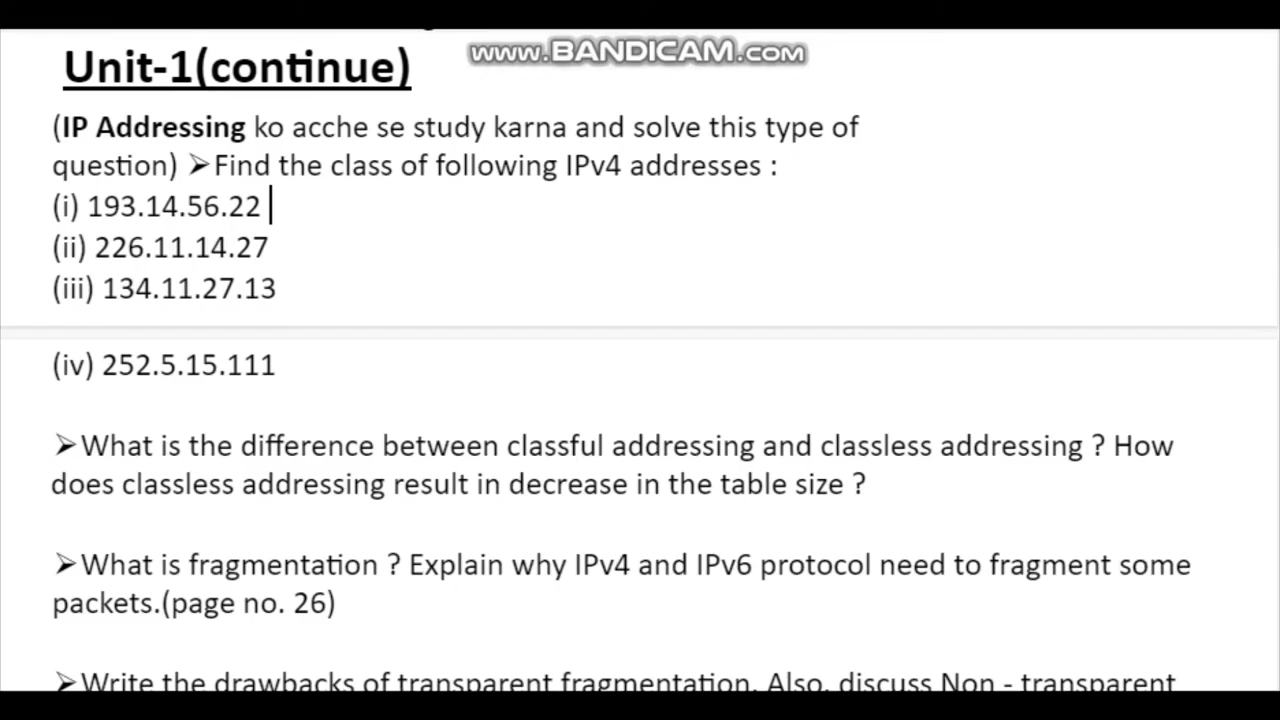 www.BANDICAM.com
Unit-1(continue)
(IP Addressing ko acche se study karna and solve this type of
question) ➢Find the class of following IPv4 addresses :
(i) 193.14.56.22
(ii) 226.11.14.27
(iii) 134.11.27.13
(iv) 252.5.15.111
➢What is the difference between classful addressing and classless addressing ? How
does classless addressing result in decrease in the table size ?
➢What is fragmentation ? Explain why IPv4 and IPv6 protocol need to fragment some
packets.(page no. 26)
➢Write the drawbacks of transparent fragmentation. Also, discuss Non - transparent